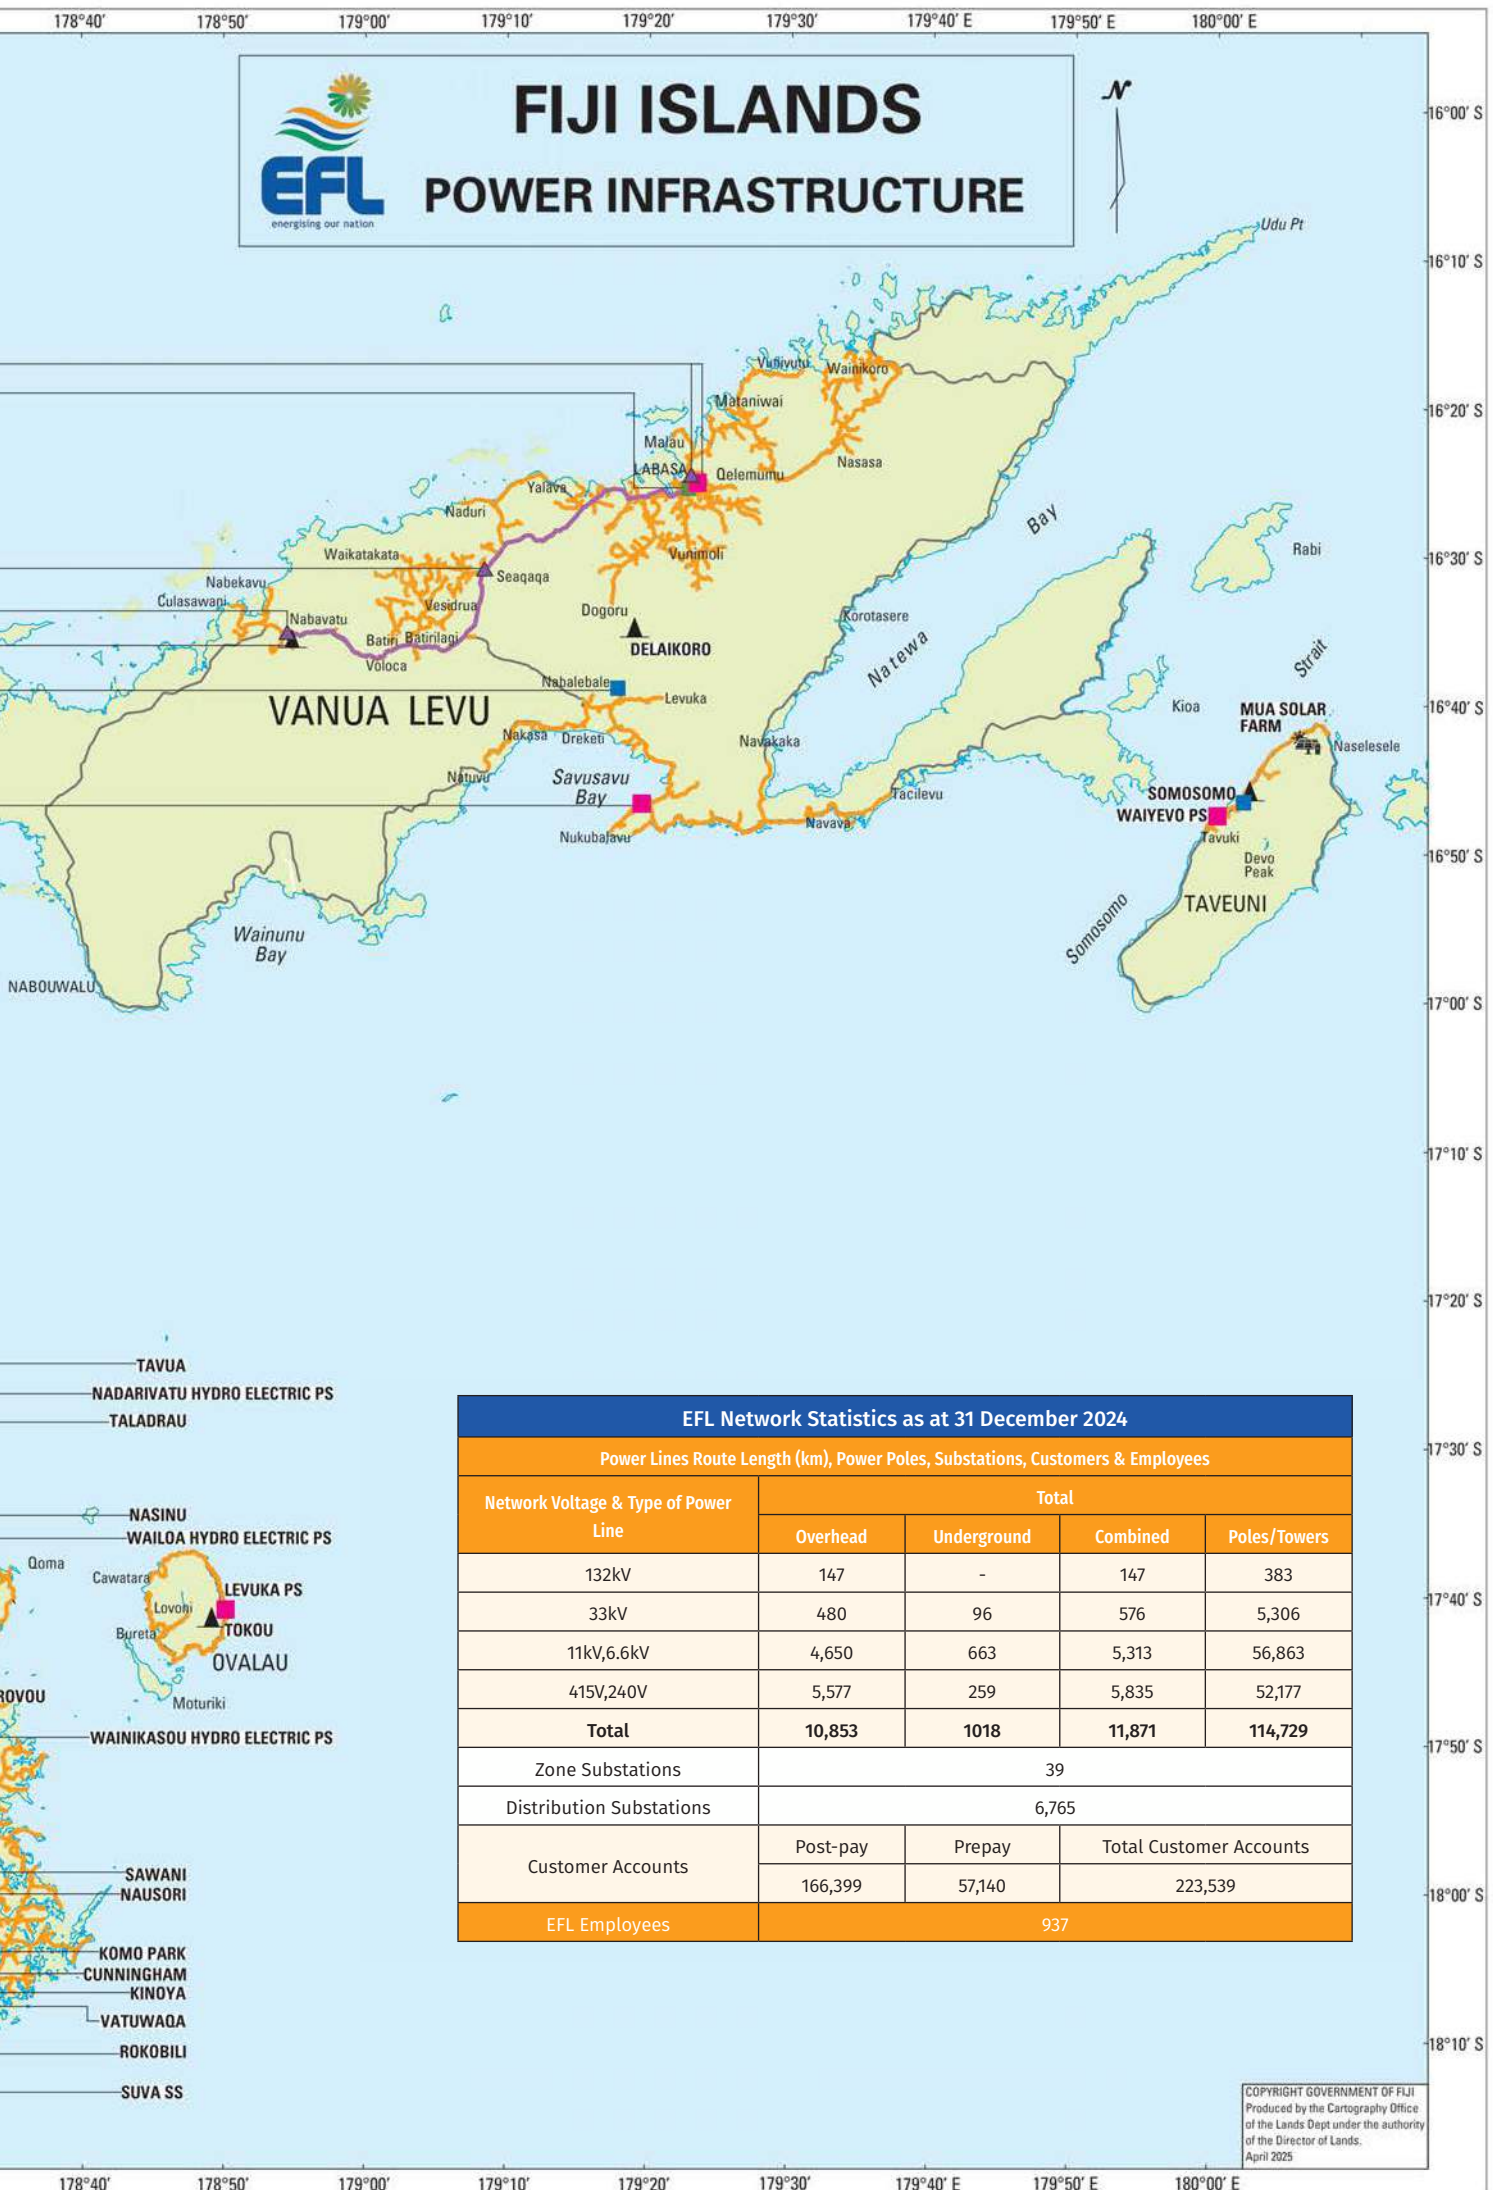 178°40' 178°50' 179°00' 179°10' 179°20' 179°30' 179°40' E 179°50' E 180°00' E
EFL
energising our nation
FIJI ISLANDS
POWER INFRASTRUCTURE
N
16°00' S
Udu Pt
16°10' S
Vunivutu
Wainikoro
Mataniwai
16°20' S
Malau
LABASA
Qelemumu
Nasasa
Yalava
Naduri
Bay
Waikatakata
Vunimoli
Rabi
16°30' S
Seaqaqa
Nabekavu
Culasawani
Vesidrua
Dogoru
Nabavatu
Korotasere
Batiri Batirilagi
DELAIKORO
Natewa
Strait
Voloca
Nabalebale
Levuka
VANUA LEVU
Kioa
MUA SOLAR
FARM
16°40' S
Nakasa Dreketi
Navakaka
Naselesele
Natuvu
Savusavu
Bay
Tacilevu
SOMOSOMO
WAIYEVO PS
Nukubalavu
Navava
Tavuki
16°50' S
Devo
Peak
TAVEUNI
Somosomo
Wainunu
Bay
NABOUWALU
17°00' S
17°10' S
17°20' S
TAVUA
NADARIVATU HYDRO ELECTRIC PS
TALADRAU
17°30' S
NASINU
WAILOA HYDRO ELECTRIC PS
Qoma
Cawatara
LEVUKA PS
17°40' S
Lovoni
Bureta
TOKOU
OVALAU
ROVOU
Moturiki
WAINIKASOU HYDRO ELECTRIC PS
17°50' S
SAWANI
NAUSORI
18°00' S
KOMO PARK
CUNNINGHAM
KINOYA
VATUWAQA
18°10' S
ROKOBILI
SUVA SS
EFL Network Statistics as at 31 December 2024
Power Lines Route Length (km), Power Poles, Substations, Customers & Employees
Network Voltage & Type of Power
Line
Total
Overhead Underground Combined Poles/Towers
132kV 147 - 147 383
33kV 480 96 576 5,306
11kV,6.6kV 4,650 663 5,313 56,863
415V,240V 5,577 259 5,835 52,177
Total 10,853 1018 11,871 114,729
Zone Substations 39
Distribution Substations 6,765
Customer Accounts
Post-pay Prepay Total Customer Accounts
166,399 57,140 223,539
EFL Employees 937
COPYRIGHT GOVERNMENT OF FIJI
Produced by the Cartography Office
of the Lands Dept under the authority
of the Director of Lands.
April 2025
178°40' 178°50' 179°00' 179°10' 179°20' 179°30' 179°40' E 179°50' E 180°00' E